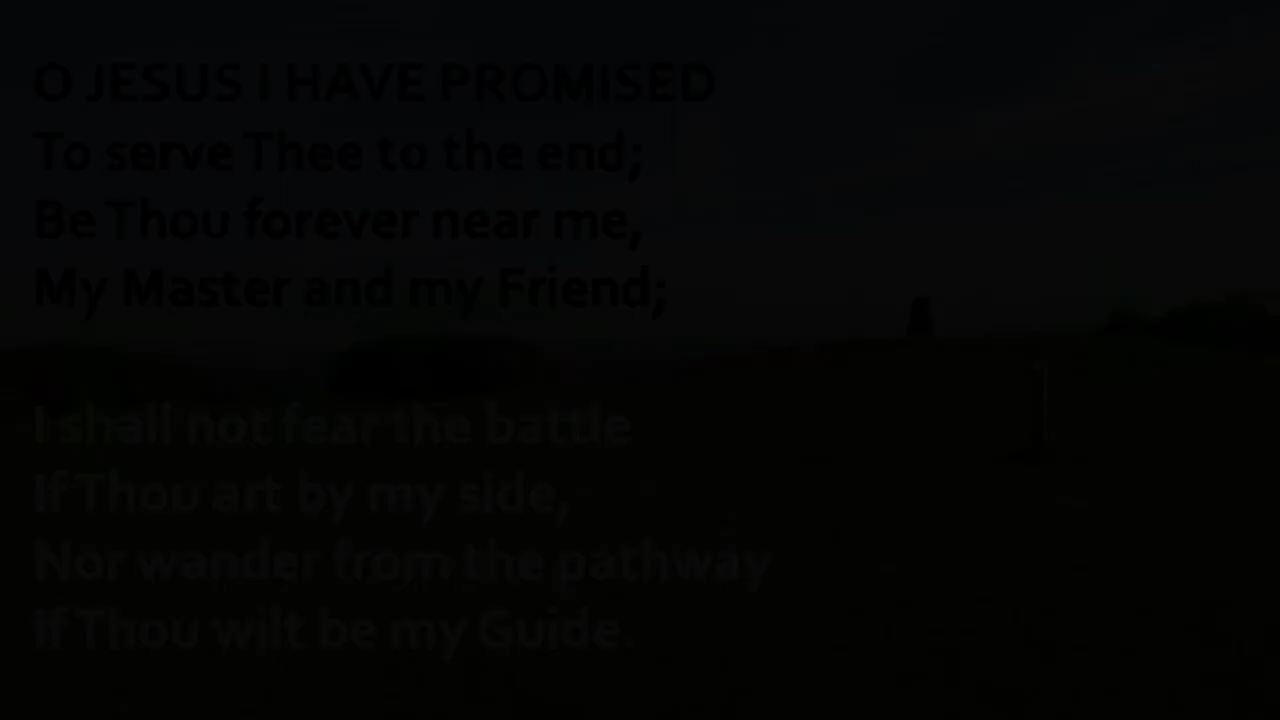 O JESUS I HAVE PROMISED
To serve Thee to the end;
Be Thou forever near me,
My Master and my Friend;
I shall not fear the battle
If Thou art by my side,
Nor wander from the pathway
If Thou wilt be my Guide.